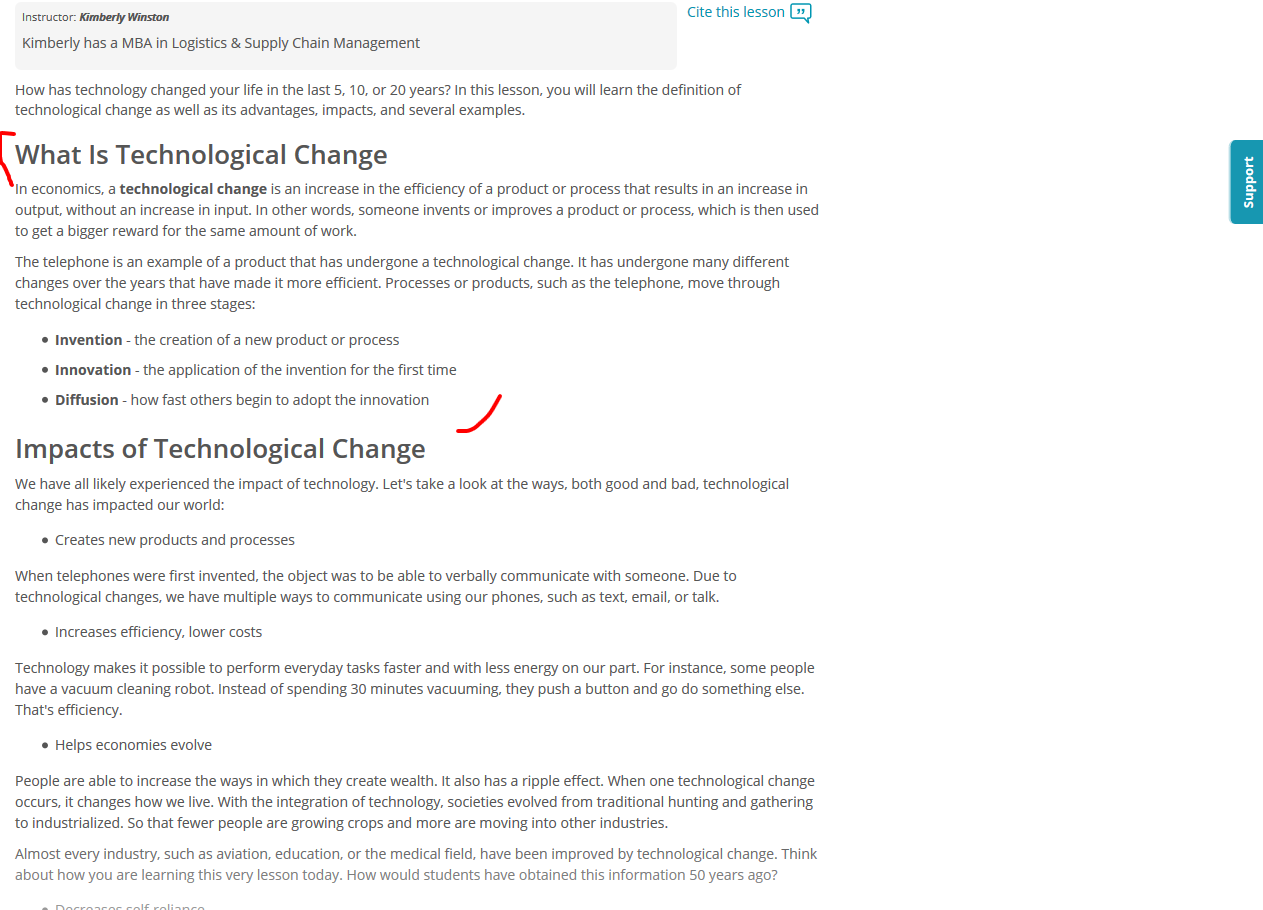 Instructor: Kimberly Winston
Cite this lesson
Kimberly has a MBA in Logistics & Supply Chain Management
How has technology changed your life in the last 5, 10, or 20 years? In this lesson, you will learn the definition of
technological change as well as its advantages, impacts, and several examples.
What Is Technological Change
In economics, a technological change is an increase in the efficiency of a product or process that results in an increase in
output, without an increase in input. In other words, someone invents or improves a product or process, which is then used
to get a bigger reward for the same amount of work.
Support
The telephone is an example of a product that has undergone a technological change. It has undergone many different
changes over the years that have made it more efficient. Processes or products, such as the telephone, move through
technological change in three stages:
• Invention - the creation of a new product or process
• Innovation - the application of the invention for the first time
• Diffusion - how fast others begin to adopt the innovation
Impacts of Technological Change
We have all likely experienced the impact of technology. Let's take a look at the ways, both good and bad, technological
change has impacted our world:
• Creates new products and processes
When telephones were first invented, the object was to be able to verbally communicate with someone. Due to
technological changes, we have multiple ways to communicate using our phones, such as text, email, or talk.
• Increases efficiency, lower costs
Technology makes it possible to perform everyday tasks faster and with less energy on our part. For instance, some people
have a vacuum cleaning robot. Instead of spending 30 minutes vacuuming, they push a button and go do something else.
That's efficiency.
• Helps economies evolve
People are able to increase the ways in which they create wealth. It also has a ripple effect. When one technological change
occurs, it changes how we live. With the integration of technology, societies evolved from traditional hunting and gathering
to industrialized. So that fewer people are growing crops and more are moving into other industries.
Almost every industry, such as aviation, education, or the medical field, have been improved by technological change. Think
about how you are learning this very lesson today. How would students have obtained this information 50 years ago?
• Decreases self-reliance